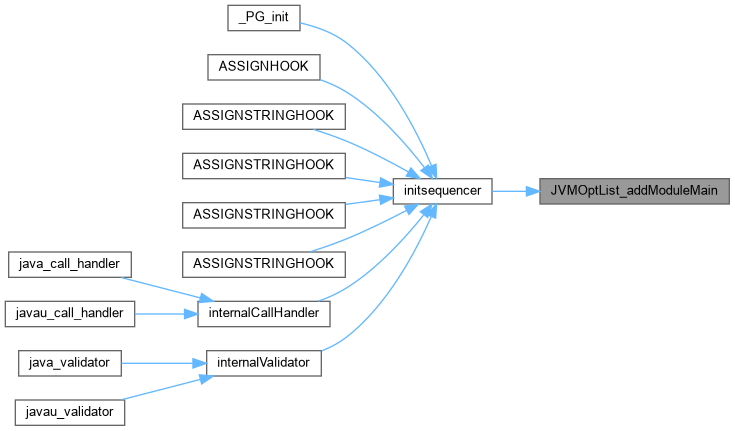 _PG_init
ASSIGNHOOK
ASSIGNSTRINGHOOK
ASSIGNSTRINGHOOK
initsequencer
JVMOptList_addModuleMain
ASSIGNSTRINGHOOK
ASSIGNSTRINGHOOK
java_call_handler
javau_call_handler
internalCallHandler
java_validator
internalValidator
javau_validator